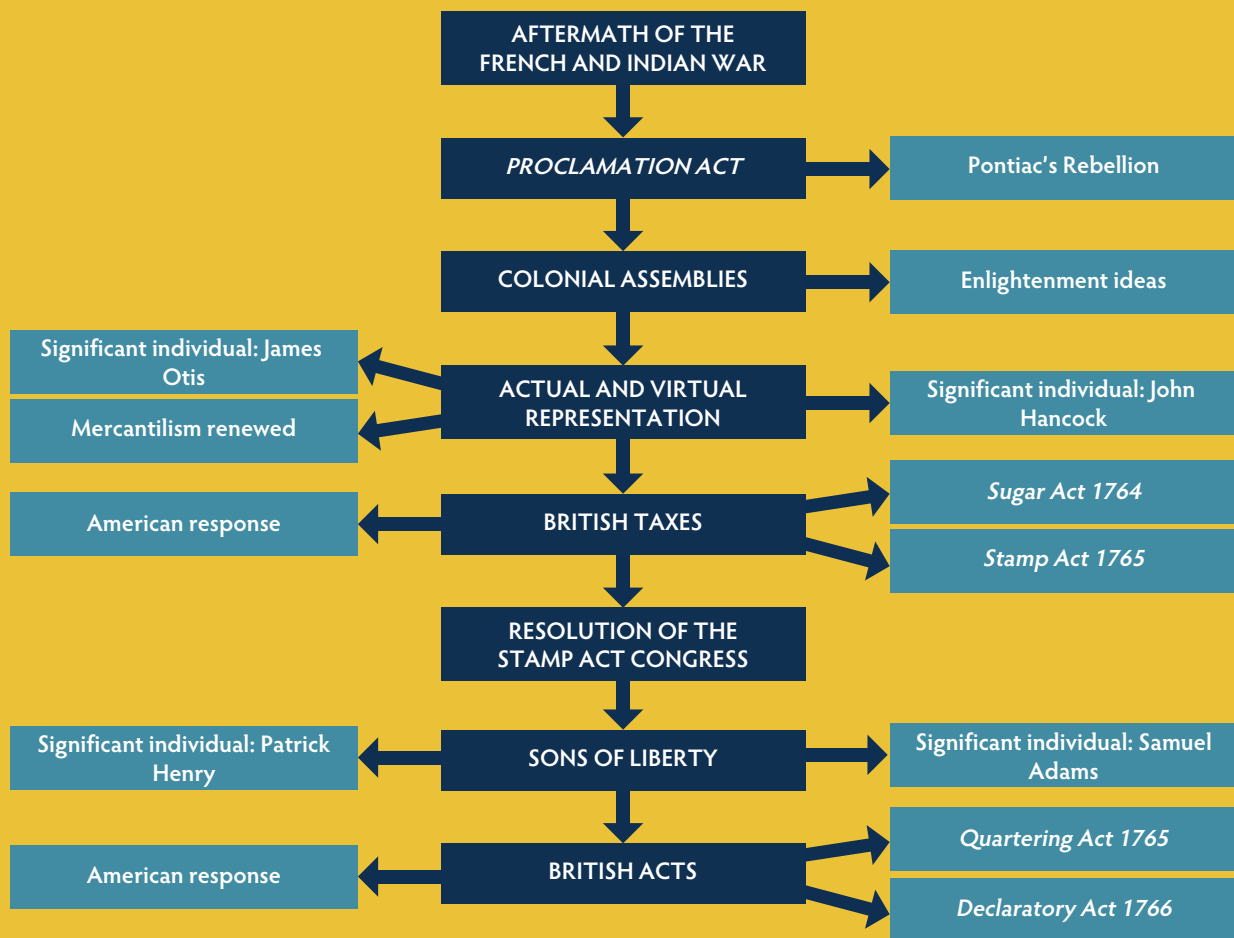 AFTERMATH OF THE
FRENCH AND INDIAN WAR
PROCLAMATION ACT
Pontiac's Rebellion
COLONIAL ASSEMBLIES
Enlightenment ideas
Significant individual: James
Otis
Mercantilism renewed
ACTUAL AND VIRTUAL
REPRESENTATION
Significant individual: John
Hancock
American response
BRITISH TAXES
Sugar Act 1764
Stamp Act 1765
RESOLUTION OF THE
STAMP ACT CONGRESS
Significant individual: Patrick
Henry
SONS OF LIBERTY
Significant individual: Samuel
Adams
American response
BRITISH ACTS
Quartering Act 1765
Declaratory Act 1766